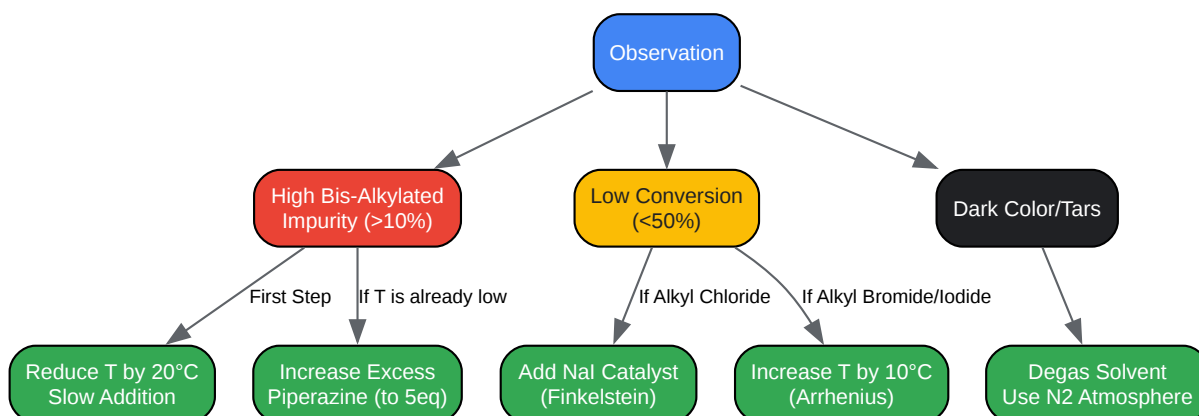 Observation
High Bis-Alkylated
Impurity (>10%)
Low Conversion
(<50%)
Dark Color/Tars
First Step
If T is already low
If Alkyl Chloride
If Alkyl Bromide/Iodide
Reduce T by 20°C
Slow Addition
Increase Excess
Piperazine (to 5eq)
Add NaI Catalyst
(Finkelstein)
Increase T by 10°C
(Arrhenius)
Degas Solvent
Use N2 Atmosphere